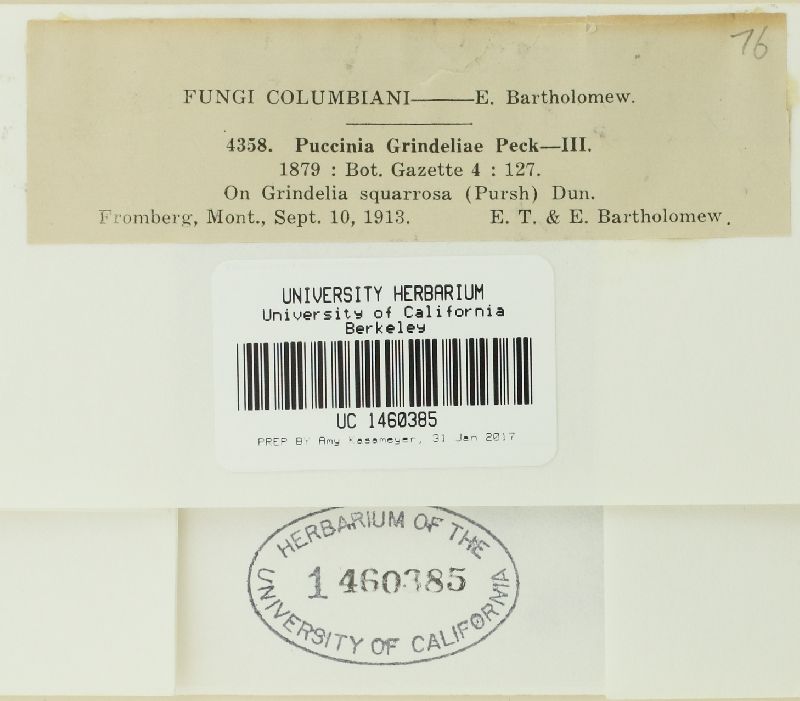 76
FUNGI COLUMBIANI——E. Bartholomew.
4358. Puccinia Grindeliae Peck—III.
1879 : Bot. Gazette 4 : 127.
On Grindelia squarrosa (Pursh) Dun.
Fromberg, Mont., Sept. 10, 1913. E. T. & E. Bartholomew.
UNIVERSITY HERBARIUM
University of California
Berkeley
UC 1460385
PREP BY Amy Kasameyer, 31 Jan 2017
HERBARIUM OF THE
1460385
UNIVERSITY OF CALIFORNIA